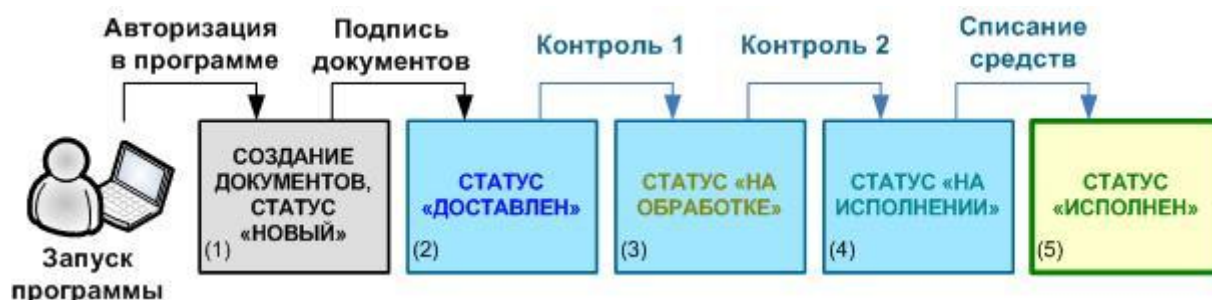 Авторизация
в программе
Подпись
документов
Контроль 1
Контроль 2
Списание
средств
Запуск
программы
СОЗДАНИЕ
ДОКУМЕНТОВ,
СТАТУС
«НОВЫЙ»
(1)
СТАТУС
«ДОСТАВЛЕН»
(2)
СТАТУС «НА
ОБРАБОТКЕ»
(3)
СТАТУС «НА
ИСПОЛНЕНИИ»
(4)
СТАТУС
«ИСПОЛНЕН»
(5)